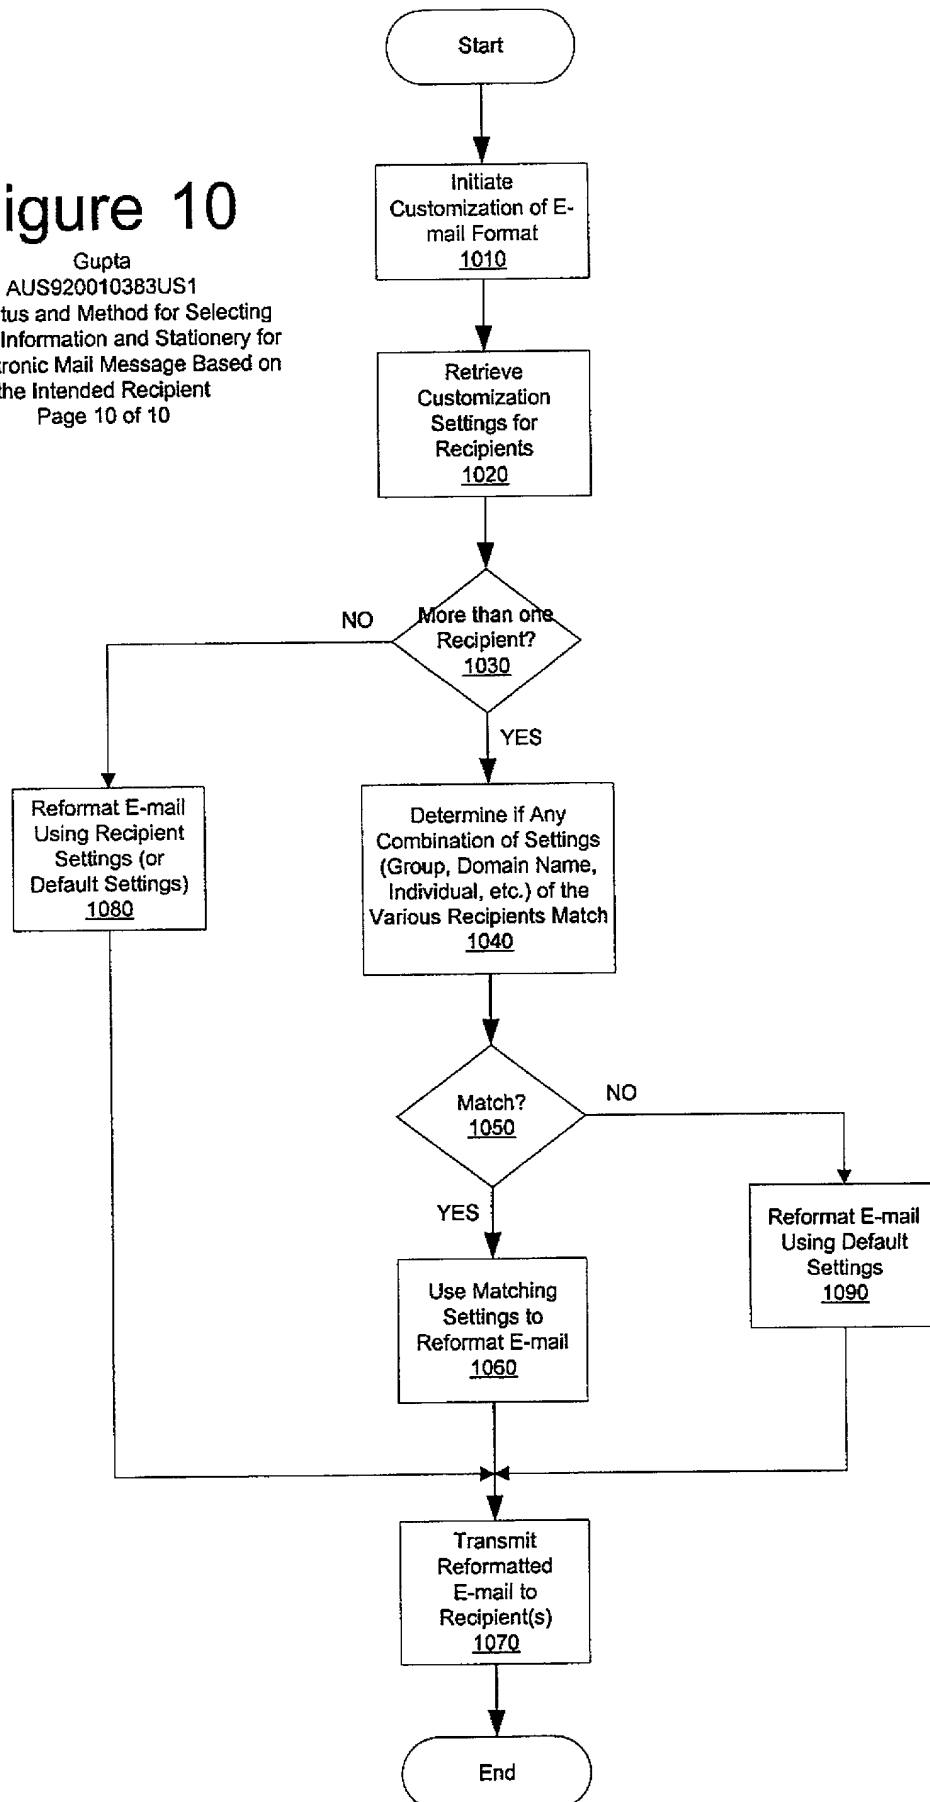 Start
igure 10
Gupta
AUS920010383US1
tus and Method for Selecting
Information and Stationery for
ronic Mail Message Based on
the Intended Recipient
Page 10 of 10
Initiate
Customization of E-
mail Format
1010
Retrieve
Customization
Settings for
Recipients
1020
More than one
Recipient?
1030
NO
YES
Reformat E-mail
Using Recipient
Settings (or
Default Settings)
1080
Determine if Any
Combination of Settings
(Group, Domain Name,
Individual, etc.) of the
Various Recipients Match
1040
Match?
1050
NO
YES
Reformat E-mail
Using Default
Settings
1090
Use Matching
Settings to
Reformat E-mail
1060
Transmit
Reformatted
E-mail to
Recipient(s)
1070
End